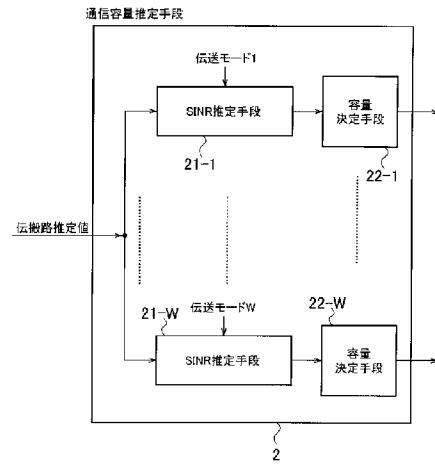 通信容量推定手段
伝送モード1
SINR推定手段
容量
決定手段
21-1
22-1
伝搬路推定値
21-W
伝送モードW
22-W
SINR推定手段
容量
決定手段
2